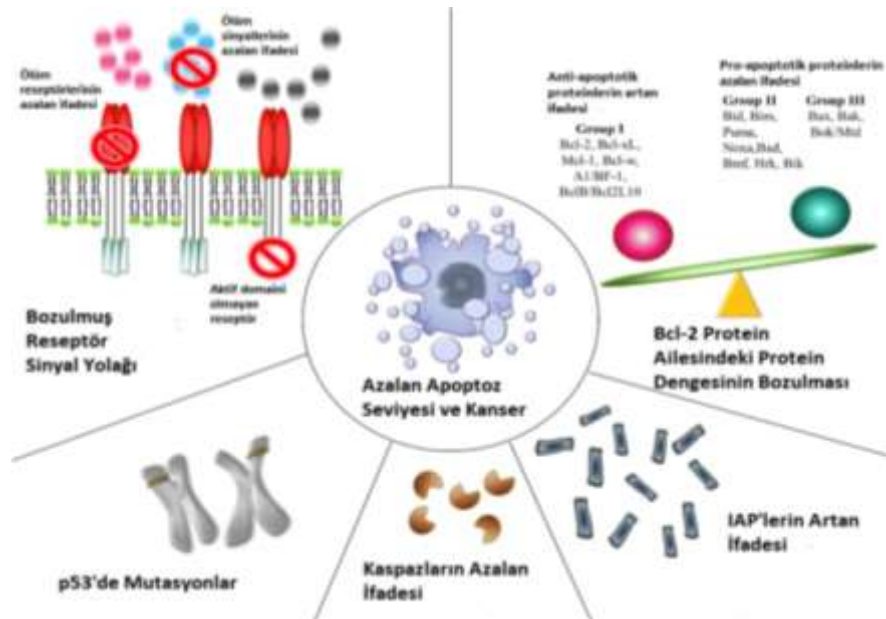 Ölüm
reseptörlerinin
azalan ifadesi
Ölüm
sinyallerinin
azalan ifadesi
Aktif domaini
olmayan
reseptör
Bozulmuş
Reseptör
Sinyal Yolağı
Anti-apoptotik
proteinlerin artan
ifadesi
Group I
Bcl-2, Bcl-xL,
Mcl-1, Bcl-w,
A1/Bfl-1,
BclB/Bcl2L10
Pro-apoptotik proteinlerin
azalan ifadesi
Group II
Bid, Bim,
Puma,
Noxa,Bad,
Bmf, Hrk, Bik
Group III
Bax, Bak,
Bok/Mtd
Bcl-2 Protein
Ailesindeki Protein
Dengesinin Bozulması
Azalan Apoptoz
Seviyesi ve Kanser
p53'de Mutasyonlar
Kaspazların Azalan
İfadesi
IAP'lerin Artan
İfadesi